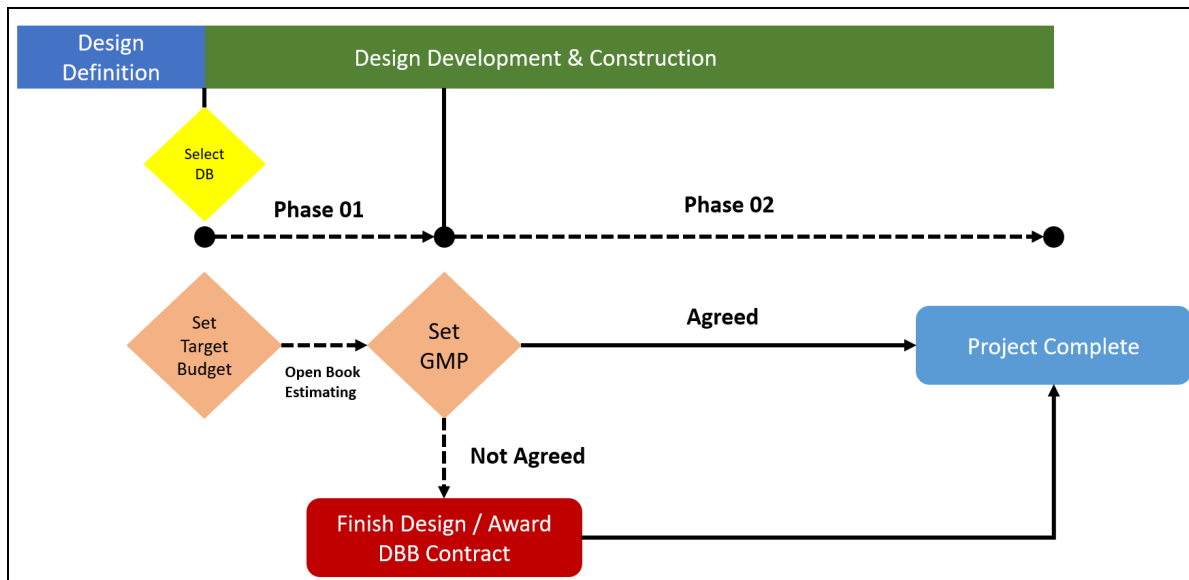 Design
Definition
Design Development & Construction
Select
DB
Phase 01
Phase 02
Set
Target
Budget
Open Book
Estimating
Set
GMP
Agreed
Project Complete
Not Agreed
Finish Design / Award
DBB Contract